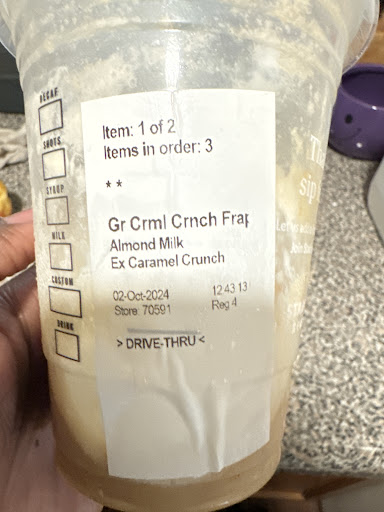 DECAF
SHOTS
SYRUP
MILK
CUSTOM
DRINK
Item: 1 of 2
Items in order: 3
* *
Gr Crml Crnch Frap
Almond Milk
Ex Caramel Crunch
02-Oct-2024 12:43:13
Store: 70591 Reg 4
> DRIVE-THRU <